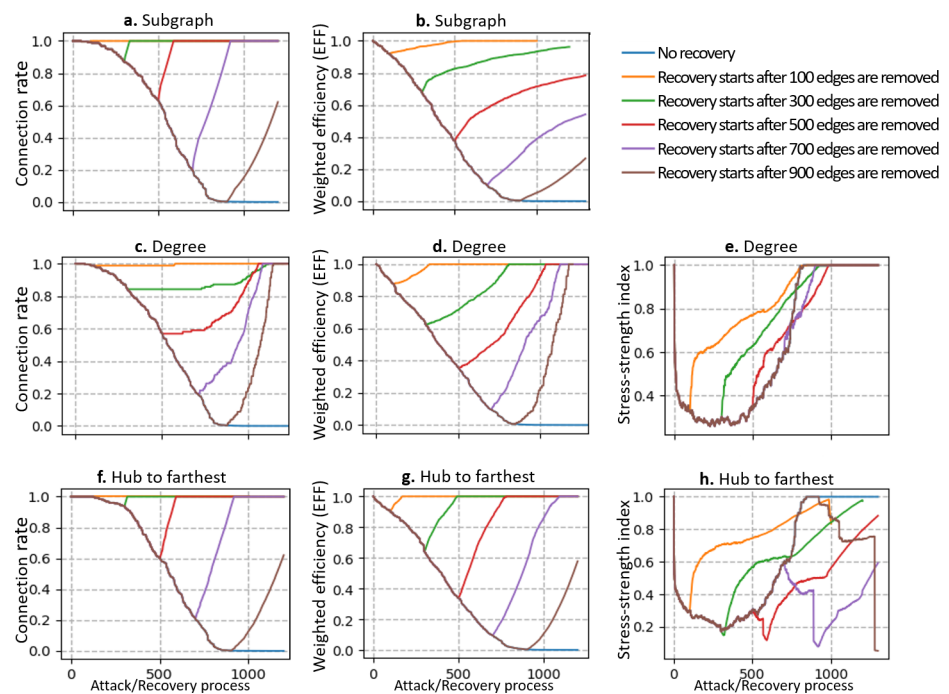 a. Subgraph
b. Subgraph
Connection rate
1.0
0.8
0.6
0.4
0.2
0.0
Weighted efficiency (EFF)
1.0
0.8
0.6
0.4
0.2
0.0
No recovery
Recovery starts after 100 edges are removed
Recovery starts after 300 edges are removed
Recovery starts after 500 edges are removed
Recovery starts after 700 edges are removed
Recovery starts after 900 edges are removed
c. Degree
d. Degree
e. Degree
Connection rate
1.0
0.8
0.6
0.4
0.2
0.0
Weighted efficiency (EFF)
1.0
0.8
0.6
0.4
0.2
0.0
Stress-strength index
1.0
0.8
0.6
0.4
f. Hub to farthest
g. Hub to farthest
h. Hub to farthest
Connection rate
1.0
0.8
0.6
0.4
0.2
0.0
Weighted efficiency (EFF)
1.0
0.8
0.6
0.4
0.2
0.0
Stress-strength index
1.0
0.8
0.6
0.4
0.2
0 500 1000
0 500 1000
0 500 1000
Attack/Recovery process
Attack/Recovery process
Attack/Recovery process